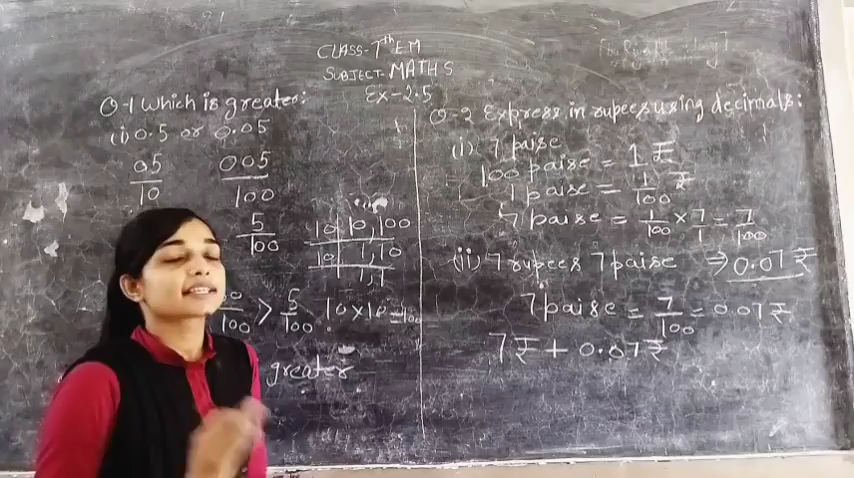 CLASS-7th EM
SUBJECT-MATHS
EX-2.5
Q-1 Which is greater:
(i) 0.5 or 0.05
05/10 005/100
5/100
10 | 10, 100
10 | 1, 10
1, 1
/100 > 5/100 10×10=100
greater
Q-2 Express in rupees using decimals:
(i) 7 paise
100 paise = 1 ₹
1 paise = 1/100 ₹
7 paise = 1/100 × 7/1 = 7/100
⇒ 0.07 ₹
(ii) 7 rupees 7 paise
7 paise = 7/100 = 0.07 ₹
7 ₹ + 0.07 ₹